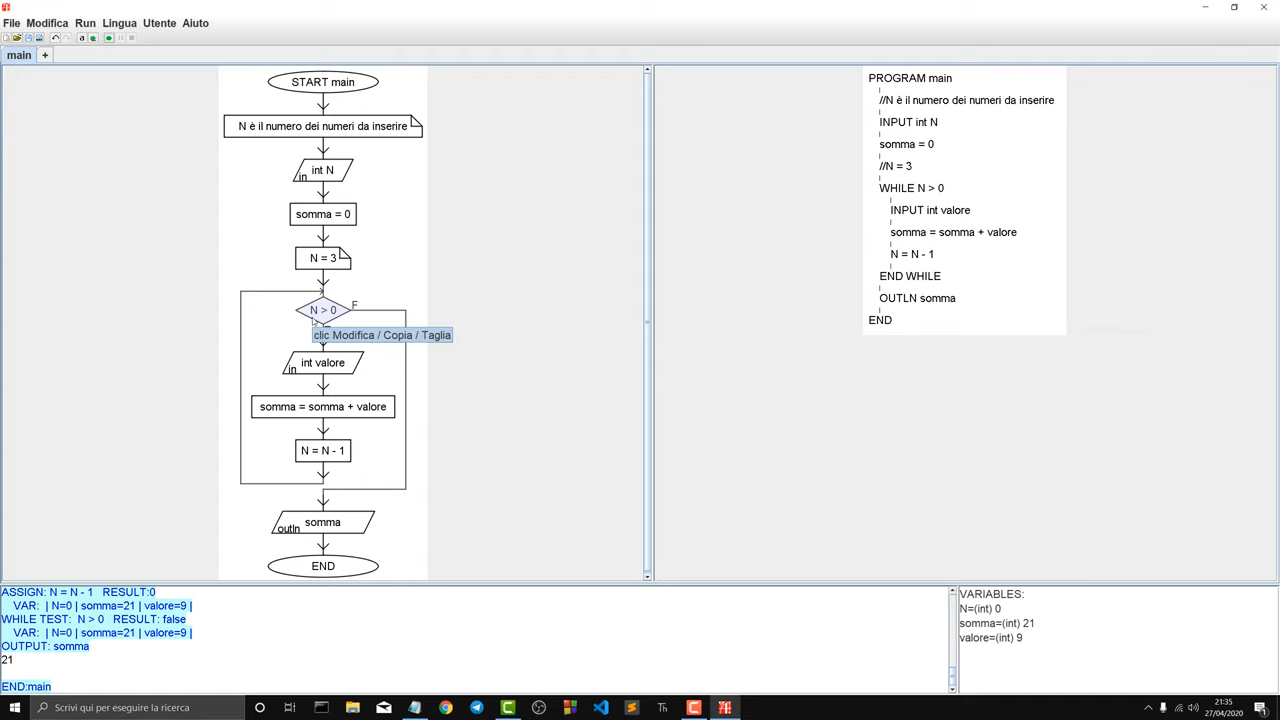 File Modifica Run Lingua Utente Aiuto
a
main +
START main
N è il numero dei numeri da inserire
int N
in
somma = 0
N = 3
N > 0
F
clic Modifica / Copia / Taglia
int valore
in
somma = somma + valore
N = N - 1
somma
outln
END
PROGRAM main
//N è il numero dei numeri da inserire
INPUT int N
somma = 0
//N = 3
WHILE N > 0
INPUT int valore
somma = somma + valore
N = N - 1
END WHILE
OUTLN somma
END
ASSIGN: N = N - 1 RESULT:0
VAR: | N=0 | somma=21 | valore=9 |
WHILE TEST: N > 0 RESULT: false
VAR: | N=0 | somma=21 | valore=9 |
OUTPUT: somma
21
END:main
VARIABLES:
N=(int) 0
somma=(int) 21
valore=(int) 9
Scrivi qui per eseguire la ricerca
Th
21:35
27/04/2020
1